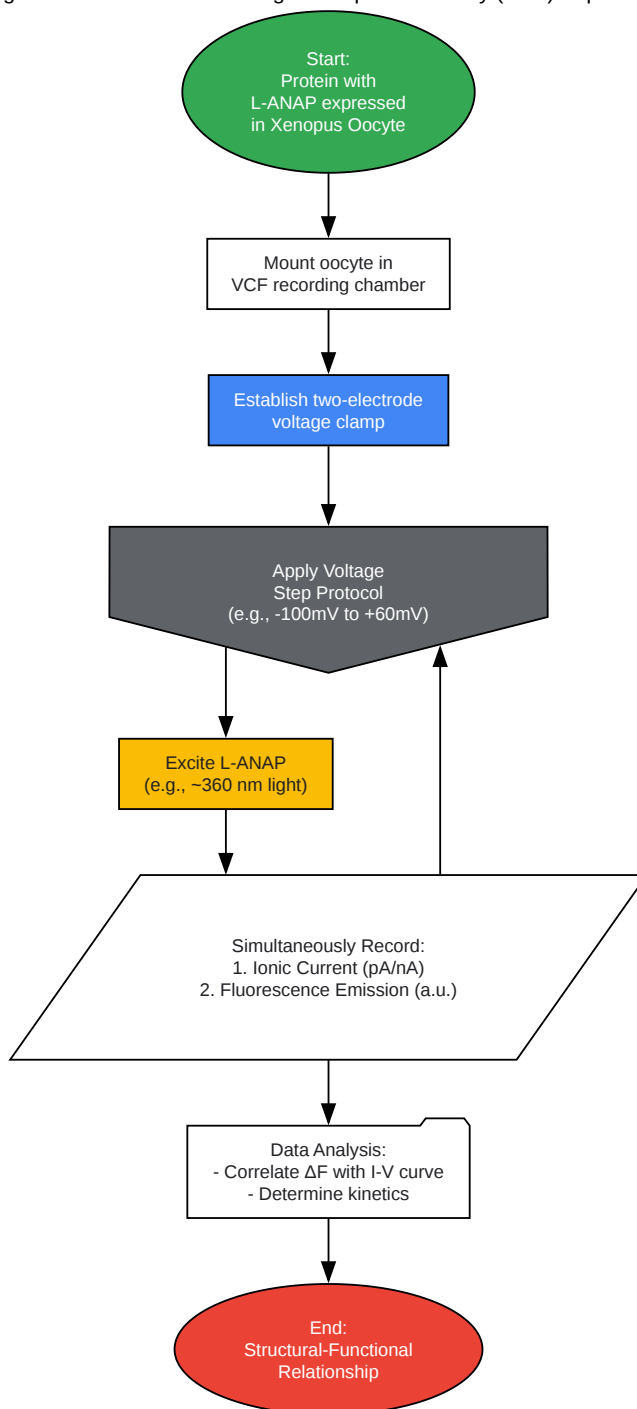 Start:
Protein with
L-ANAP expressed
in Xenopus Oocyte
Mount oocyte in
VCF recording chamber
Establish two-electrode
voltage clamp
Apply Voltage
Step Protocol
(e.g., -100mV to +60mV)
Excite L-ANAP
(e.g., ~360 nm light)
Simultaneously Record:
1. Ionic Current (pA/nA)
2. Fluorescence Emission (a.u.)
Data Analysis:
- Correlate ΔF with I-V curve
- Determine kinetics
End:
Structural-Functional
Relationship